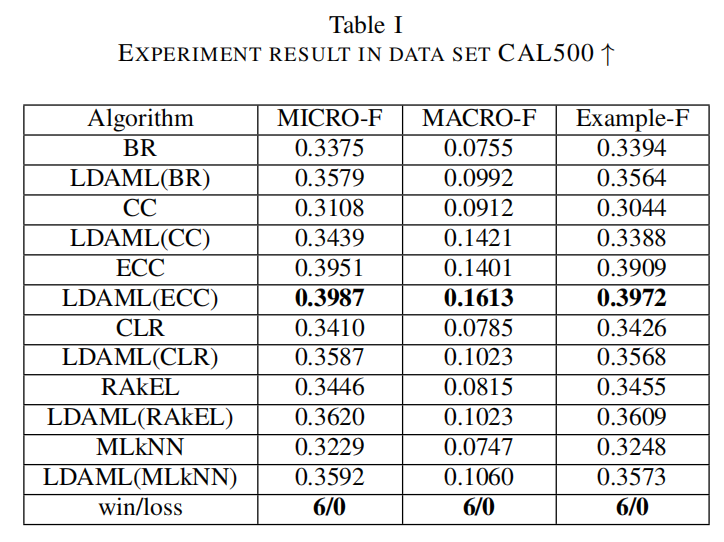 Table I
EXPERIMENT RESULT IN DATA SET CAL500 ↑
Algorithm MICRO-F MACRO-F Example-F
BR 0.3375 0.0755 0.3394
LDAML(BR) 0.3579 0.0992 0.3564
CC 0.3108 0.0912 0.3044
LDAML(CC) 0.3439 0.1421 0.3388
ECC 0.3951 0.1401 0.3909
LDAML(ECC) 0.3987 0.1613 0.3972
CLR 0.3410 0.0785 0.3426
LDAML(CLR) 0.3587 0.1023 0.3568
RAkEL 0.3446 0.0815 0.3455
LDAML(RAkEL) 0.3620 0.1023 0.3609
MLkNN 0.3229 0.0747 0.3248
LDAML(MLkNN) 0.3592 0.1060 0.3573
win/loss 6/0 6/0 6/0